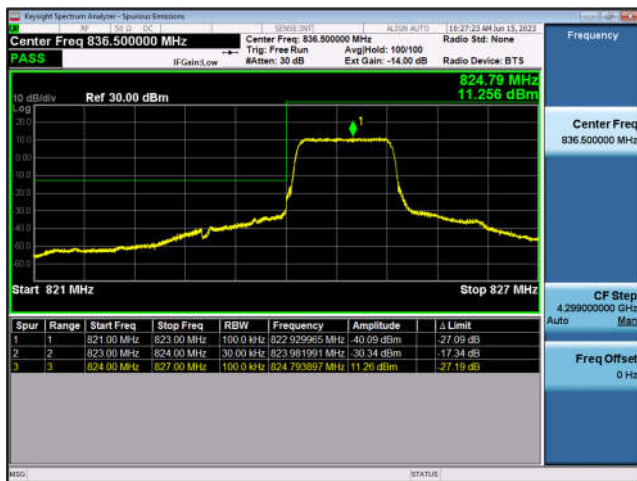 Keysight Spectrum Analyzer - Spurious Emissions
RF 50 Ω DC SENSE:INT ALIGN AUTO 10:27:23 AM Jun 15, 2023
Center Freq 836.500000 MHz Center Freq: 836.500000 MHz Radio Std: None Frequency
Trig: Free Run Avg|Hold: 100/100
PASS IFGain:Low #Atten: 30 dB Ext Gain: -14.00 dB Radio Device: BTS
824.79 MHz
10 dB/div Ref 30.00 dBm 11.256 dBm
Log
20.0
10.0
0.00
-10.0
-20.0
-30.0
-40.0
-50.0
-60.0
1
Start 821 MHz Stop 827 MHz
Center Freq
836.500000 MHz
CF Step
4.299000000 GHz
Auto Man
Freq Offset
0 Hz
Spur Range Start Freq Stop Freq RBW Frequency Amplitude Δ Limit
1 1 821.00 MHz 823.00 MHz 100.0 kHz 822.929965 MHz -40.09 dBm -27.09 dB
2 2 823.00 MHz 824.00 MHz 30.00 kHz 823.981991 MHz -30.34 dBm -17.34 dB
3 3 824.00 MHz 827.00 MHz 100.0 kHz 824.793897 MHz 11.26 dBm -27.19 dB
MSG STATUS